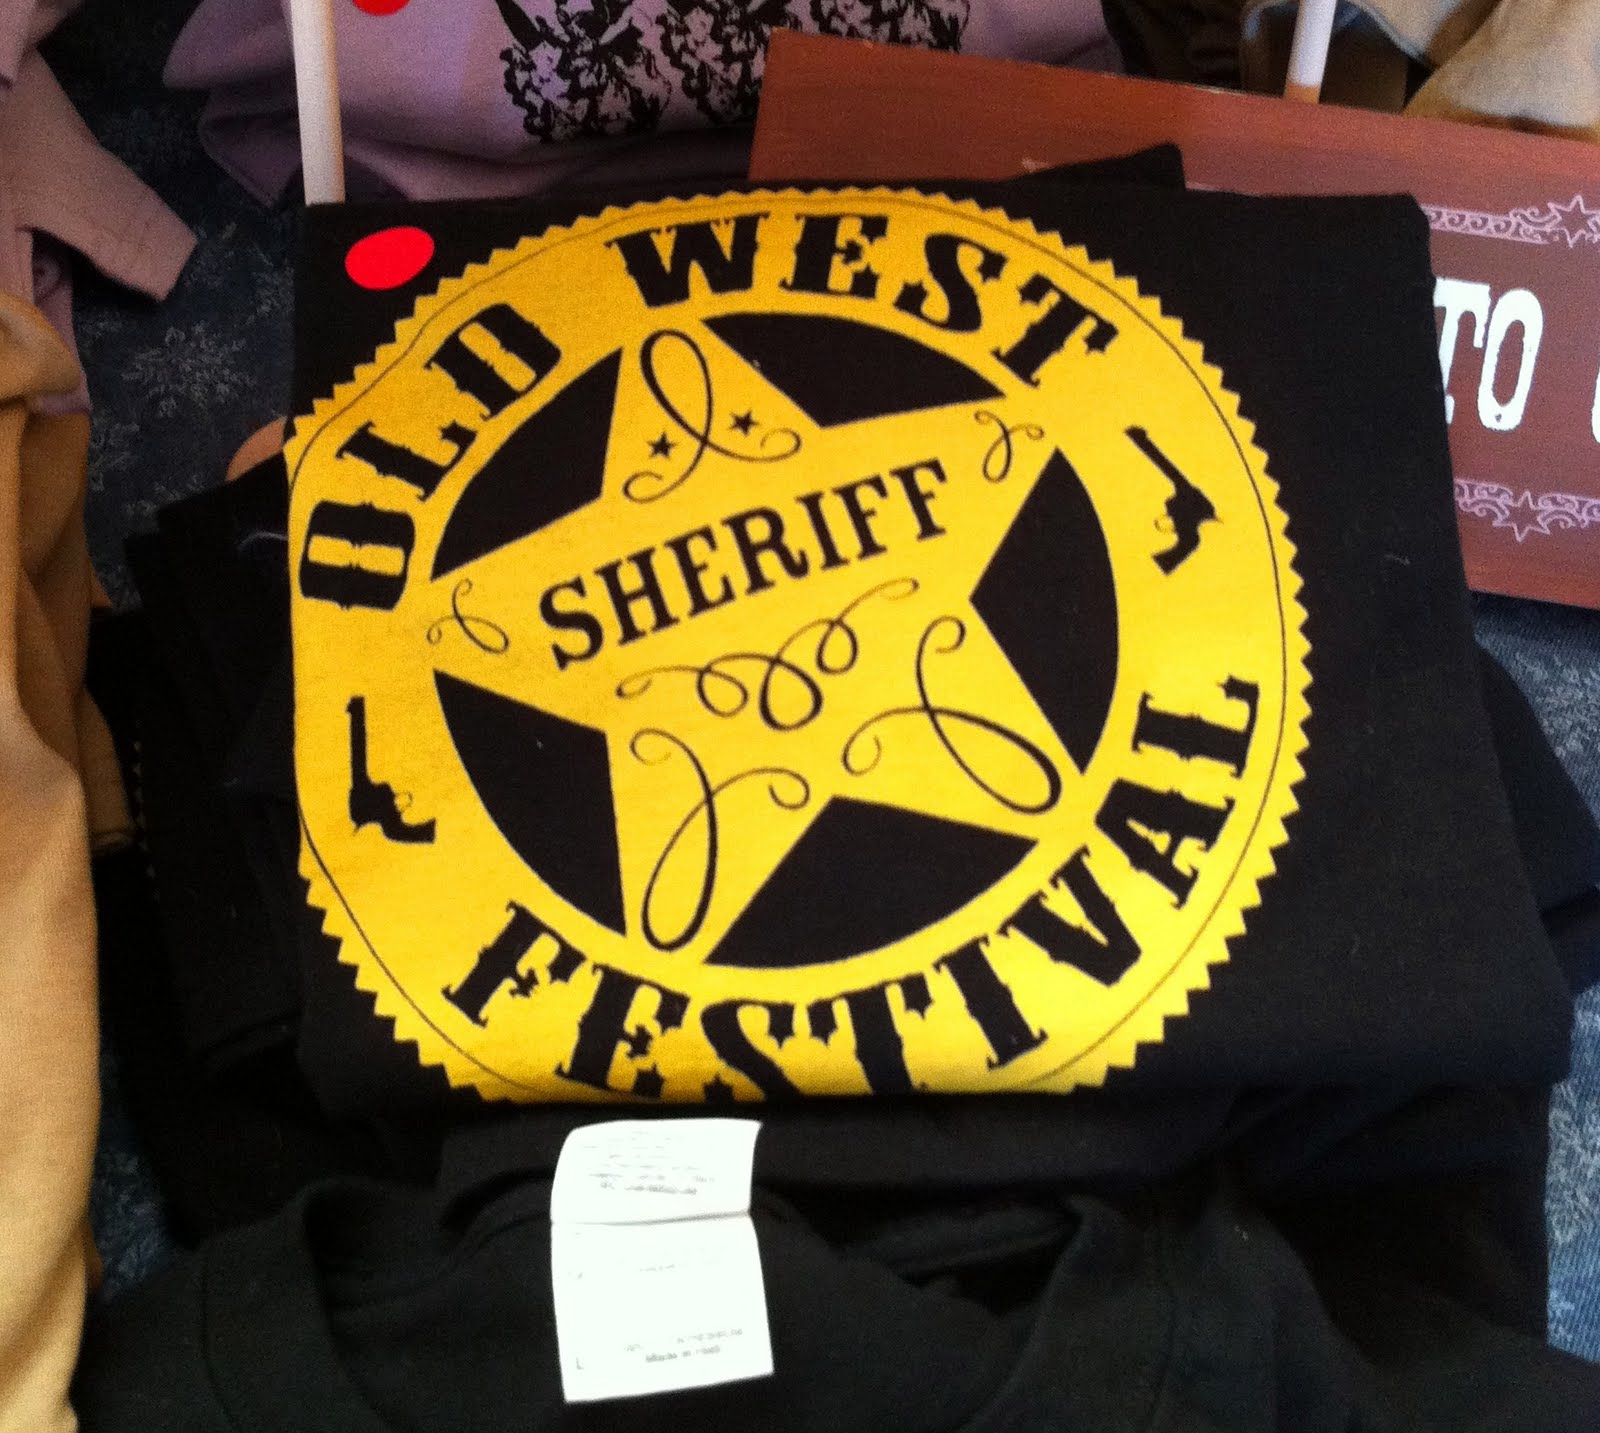 OLD WEST
SHERIFF
FESTIVAL
TO